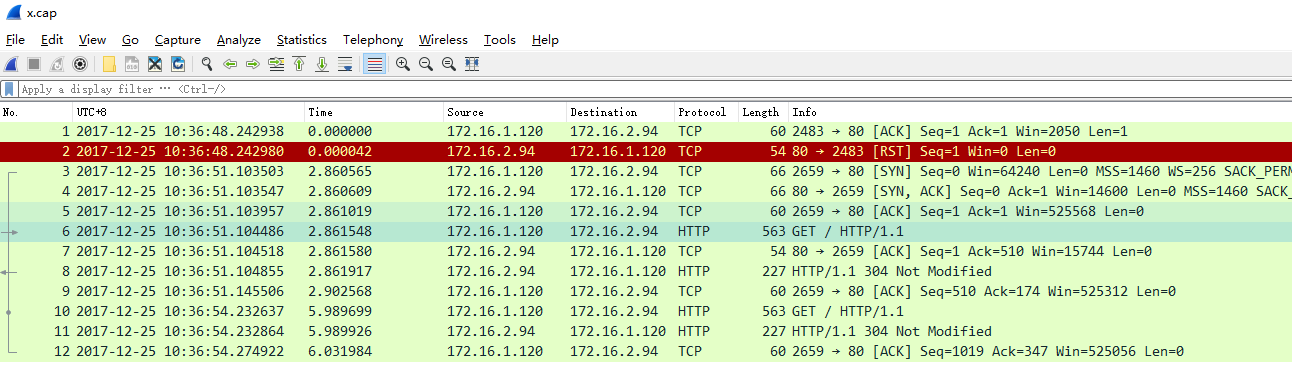 x.cap
File Edit View Go Capture Analyze Statistics Telephony Wireless Tools Help
Apply a display filter … <Ctrl-/>
No. UTC+8 Time Source Destination Protocol Length Info
1 2017-12-25 10:36:48.242938 0.000000 172.16.1.120 172.16.2.94 TCP 60 2483 → 80 [ACK] Seq=1 Ack=1 Win=2050 Len=1
2 2017-12-25 10:36:48.242980 0.000042 172.16.2.94 172.16.1.120 TCP 54 80 → 2483 [RST] Seq=1 Win=0 Len=0
3 2017-12-25 10:36:51.103503 2.860565 172.16.1.120 172.16.2.94 TCP 66 2659 → 80 [SYN] Seq=0 Win=64240 Len=0 MSS=1460 WS=256 SACK_PERM
4 2017-12-25 10:36:51.103547 2.860609 172.16.2.94 172.16.1.120 TCP 66 80 → 2659 [SYN, ACK] Seq=0 Ack=1 Win=14600 Len=0 MSS=1460 SACK_
5 2017-12-25 10:36:51.103957 2.861019 172.16.1.120 172.16.2.94 TCP 60 2659 → 80 [ACK] Seq=1 Ack=1 Win=525568 Len=0
6 2017-12-25 10:36:51.104486 2.861548 172.16.1.120 172.16.2.94 HTTP 563 GET / HTTP/1.1
7 2017-12-25 10:36:51.104518 2.861580 172.16.2.94 172.16.1.120 TCP 54 80 → 2659 [ACK] Seq=1 Ack=510 Win=15744 Len=0
8 2017-12-25 10:36:51.104855 2.861917 172.16.2.94 172.16.1.120 HTTP 227 HTTP/1.1 304 Not Modified
9 2017-12-25 10:36:51.145506 2.902568 172.16.1.120 172.16.2.94 TCP 60 2659 → 80 [ACK] Seq=510 Ack=174 Win=525312 Len=0
10 2017-12-25 10:36:54.232637 5.989699 172.16.1.120 172.16.2.94 HTTP 563 GET / HTTP/1.1
11 2017-12-25 10:36:54.232864 5.989926 172.16.2.94 172.16.1.120 HTTP 227 HTTP/1.1 304 Not Modified
12 2017-12-25 10:36:54.274922 6.031984 172.16.1.120 172.16.2.94 TCP 60 2659 → 80 [ACK] Seq=1019 Ack=347 Win=525056 Len=0